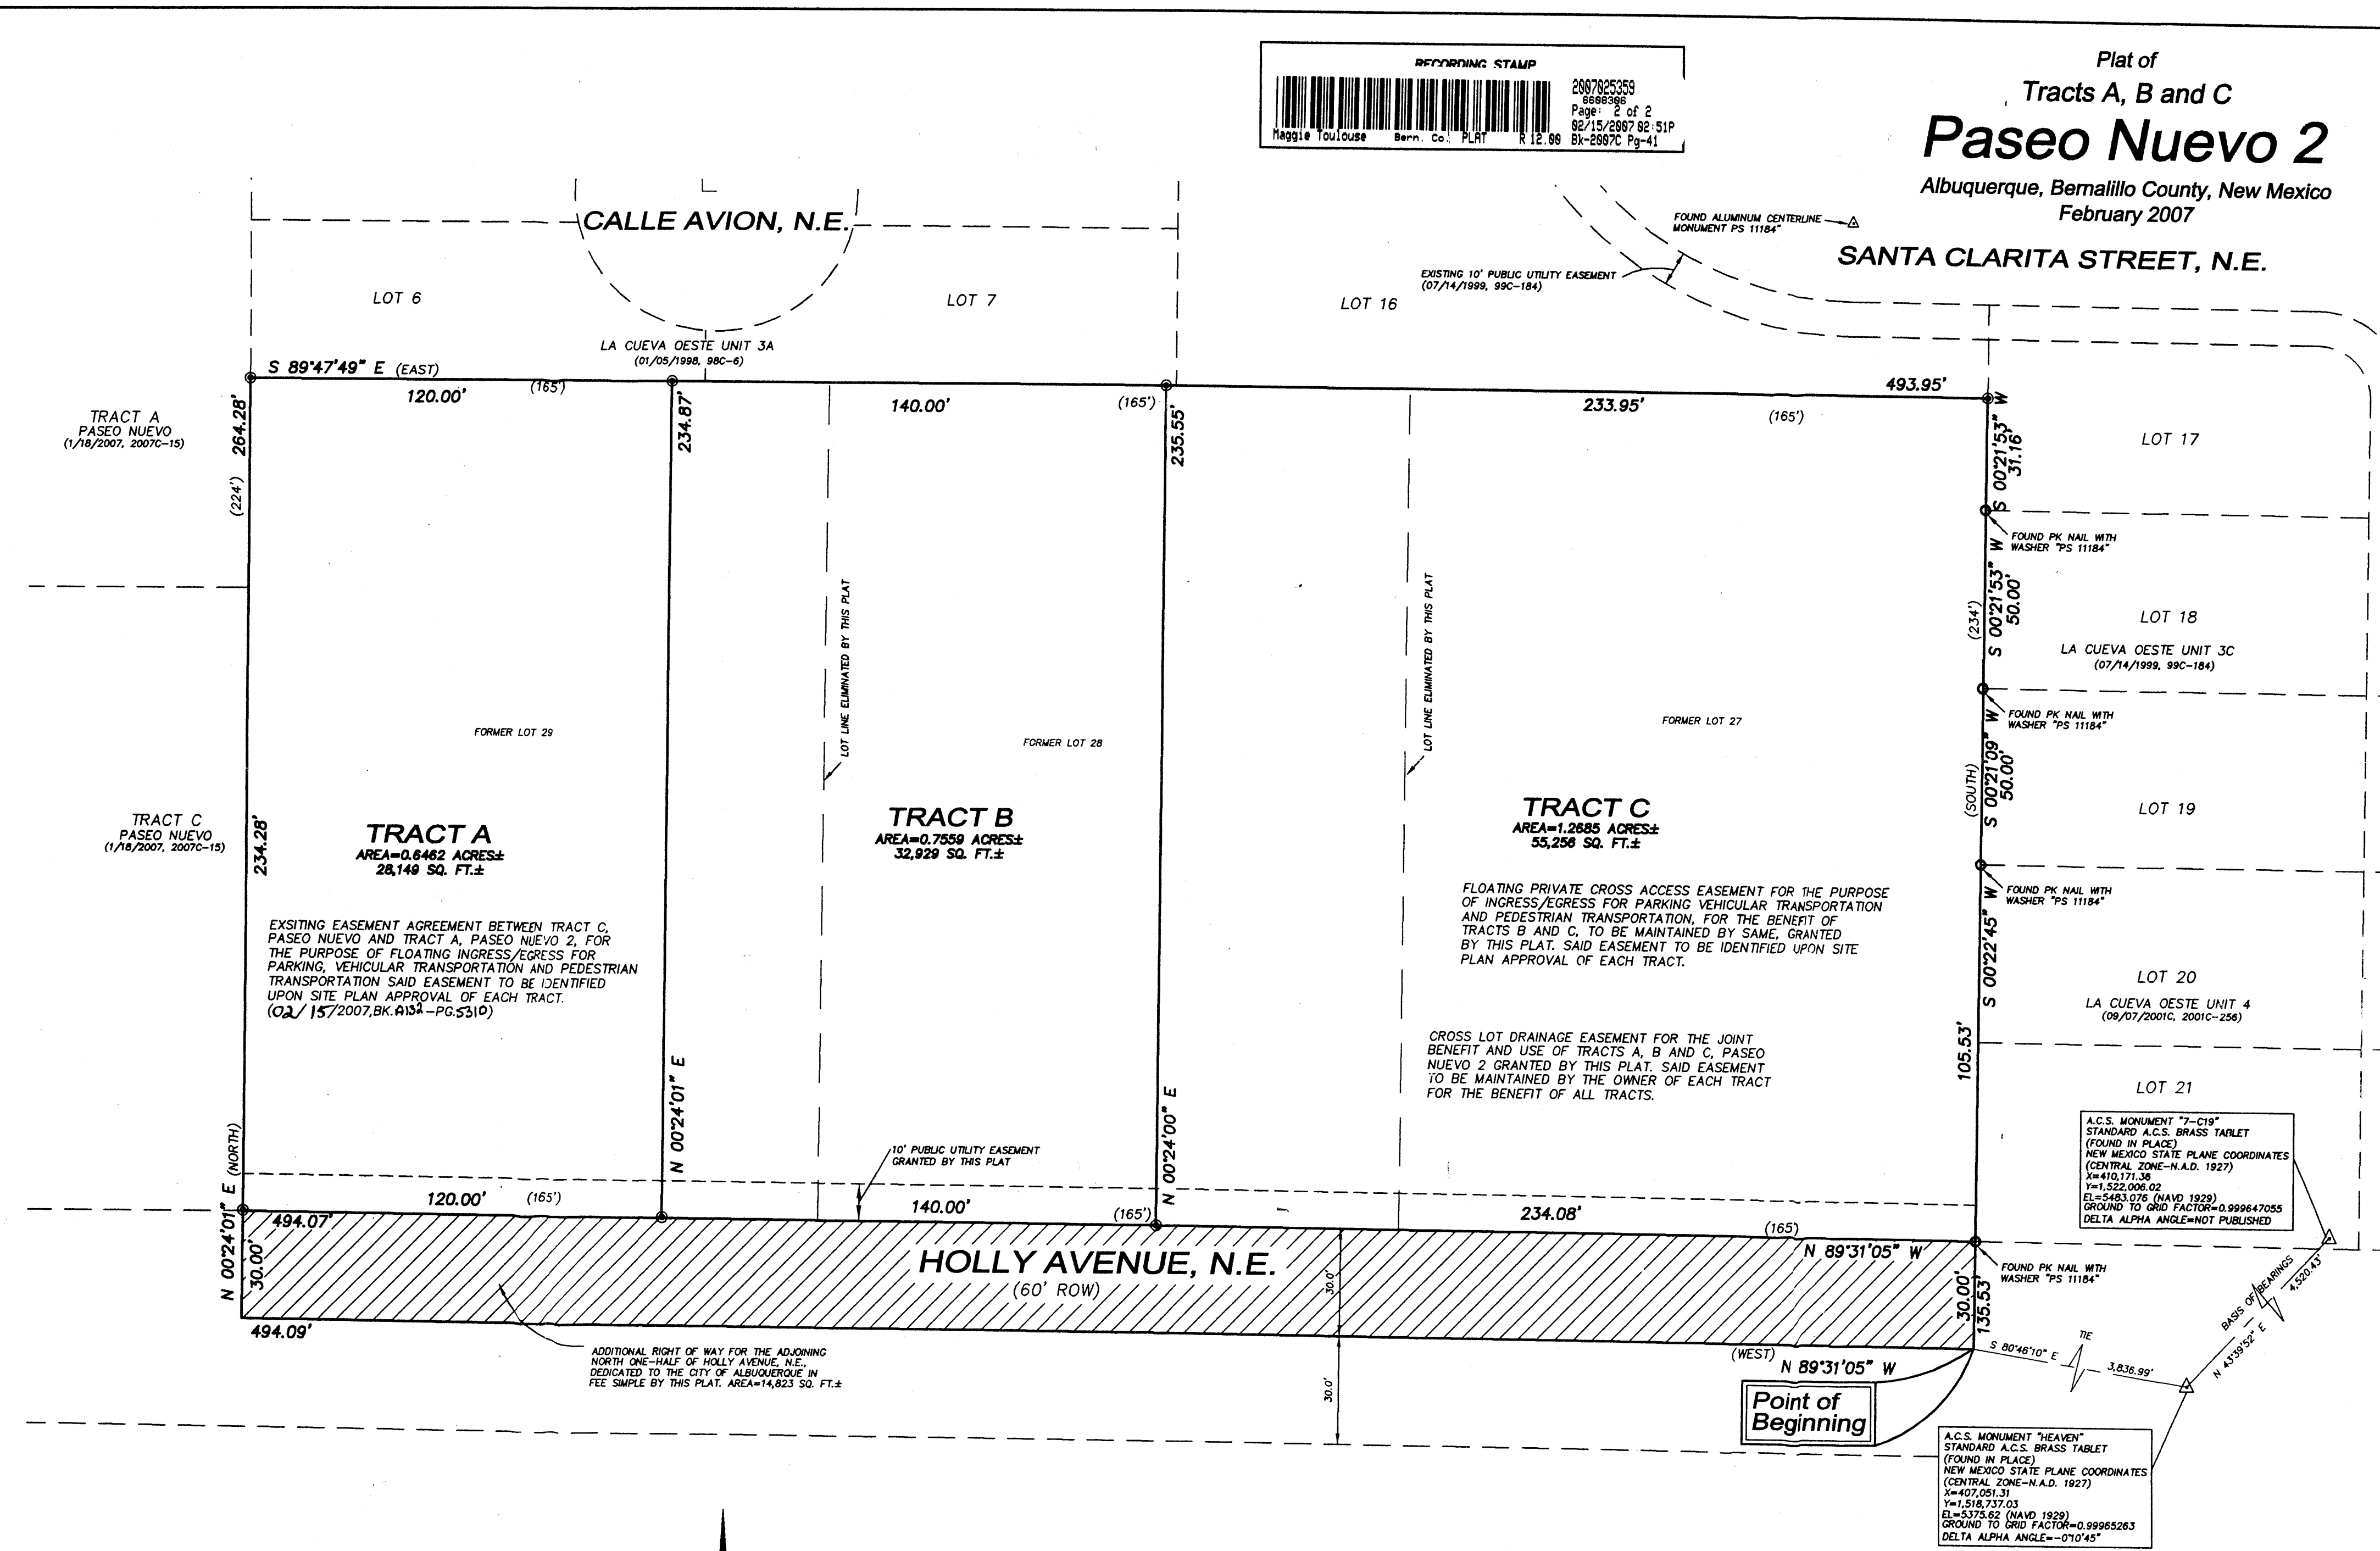 RECORDING STAMP
2007025359
6608306
Page: 2 of 2
02/15/2007 02:51P
Maggie Toulouse Bern. Co. PLAT R 12.00 Bk-2007C Pg-41
Plat of
Tracts A, B and C
Paseo Nuevo 2
Albuquerque, Bernalillo County, New Mexico
February 2007
SANTA CLARITA STREET, N.E.
FOUND ALUMINUM CENTERLINE
MONUMENT PS 11184"
EXISTING 10' PUBLIC UTILITY EASEMENT
(07/14/1999, 99C-184)
CALLE AVION, N.E.
LOT 6
LOT 7
LOT 16
LA CUEVA OESTE UNIT 3A
(01/05/1998, 98C-6)
S 89°47'49" E (EAST)
120.00'
(165')
140.00'
(165')
233.95'
493.95'
(165')
TRACT A
PASEO NUEVO
(1/18/2007, 2007C-15)
264.28'
(224')
234.87'
235.55'
S 00°21'53" W
31.16'
LOT 17
FOUND PK NAIL WITH
WASHER "PS 11184"
S 00°21'53" W
50.00'
(234')
LOT 18
LA CUEVA OESTE UNIT 3C
(07/14/1999, 99C-184)
FOUND PK NAIL WITH
WASHER "PS 11184"
S 00°21'09" W
50.00'
(SOUTH)
LOT 19
FOUND PK NAIL WITH
WASHER "PS 11184"
S 00°22'45" W
105.53'
LOT 20
LA CUEVA OESTE UNIT 4
(09/07/2001C, 2001C-256)
LOT 21
LOT LINE ELIMINATED BY THIS PLAT
LOT LINE ELIMINATED BY THIS PLAT
FORMER LOT 29
FORMER LOT 28
FORMER LOT 27
TRACT C
PASEO NUEVO
(1/18/2007, 2007C-15)
234.28'
TRACT A
AREA=0.6462 ACRES±
28,149 SQ. FT.±
TRACT B
AREA=0.7559 ACRES±
32,929 SQ. FT.±
TRACT C
AREA=1.2685 ACRES±
55,256 SQ. FT.±
EXSITING EASEMENT AGREEMENT BETWEEN TRACT C,
PASEO NUEVO AND TRACT A, PASEO NUEVO 2, FOR
THE PURPOSE OF FLOATING INGRESS/EGRESS FOR
PARKING, VEHICULAR TRANSPORTATION AND PEDESTRIAN
TRANSPORTATION SAID EASEMENT TO BE IDENTIFIED
UPON SITE PLAN APPROVAL OF EACH TRACT.
(02/15/2007,BK.A132-PG.5310)
FLOATING PRIVATE CROSS ACCESS EASEMENT FOR THE PURPOSE
OF INGRESS/EGRESS FOR PARKING VEHICULAR TRANSPORTATION
AND PEDESTRIAN TRANSPORTATION, FOR THE BENEFIT OF
TRACTS B AND C, TO BE MAINTAINED BY SAME, GRANTED
BY THIS PLAT. SAID EASEMENT TO BE IDENTIFIED UPON SITE
PLAN APPROVAL OF EACH TRACT.
CROSS LOT DRAINAGE EASEMENT FOR THE JOINT
BENEFIT AND USE OF TRACTS A, B AND C, PASEO
NUEVO 2 GRANTED BY THIS PLAT. SAID EASEMENT
TO BE MAINTAINED BY THE OWNER OF EACH TRACT
FOR THE BENEFIT OF ALL TRACTS.
N 00°24'01" E
N 00°24'00" E
10' PUBLIC UTILITY EASEMENT
GRANTED BY THIS PLAT
N 00°24'01" E (NORTH)
30.00'
120.00'
(165')
494.07'
140.00'
(165')
234.08'
(165)
N 89°31'05" W
HOLLY AVENUE, N.E.
(60' ROW)
30.0'
30.0'
30.00'
135.53'
494.09'
ADDITIONAL RIGHT OF WAY FOR THE ADJOINING
NORTH ONE-HALF OF HOLLY AVENUE, N.E.,
DEDICATED TO THE CITY OF ALBUQUERQUE IN
FEE SIMPLE BY THIS PLAT. AREA=14,823 SQ. FT.±
(WEST)
N 89°31'05" W
Point of
Beginning
FOUND PK NAIL WITH
WASHER "PS 11184"
A.C.S. MONUMENT "7-C19"
STANDARD A.C.S. BRASS TABLET
(FOUND IN PLACE)
NEW MEXICO STATE PLANE COORDINATES
(CENTRAL ZONE-N.A.D. 1927)
X=410,171.38
Y=1,522,006.02
EL=5483.076 (NAVD 1929)
GROUND TO GRID FACTOR=0.999647055
DELTA ALPHA ANGLE=NOT PUBLISHED
BASIS OF BEARINGS
4,520.43'
N 43°39'52" E
S 80°46'10" E
TIE
3,836.99'
A.C.S. MONUMENT "HEAVEN"
STANDARD A.C.S. BRASS TABLET
(FOUND IN PLACE)
NEW MEXICO STATE PLANE COORDINATES
(CENTRAL ZONE-N.A.D. 1927)
X=407,051.31
Y=1,518,737.03
EL=5375.62 (NAVD 1929)
GROUND TO GRID FACTOR=0.99965263
DELTA ALPHA ANGLE=-0°10'45"